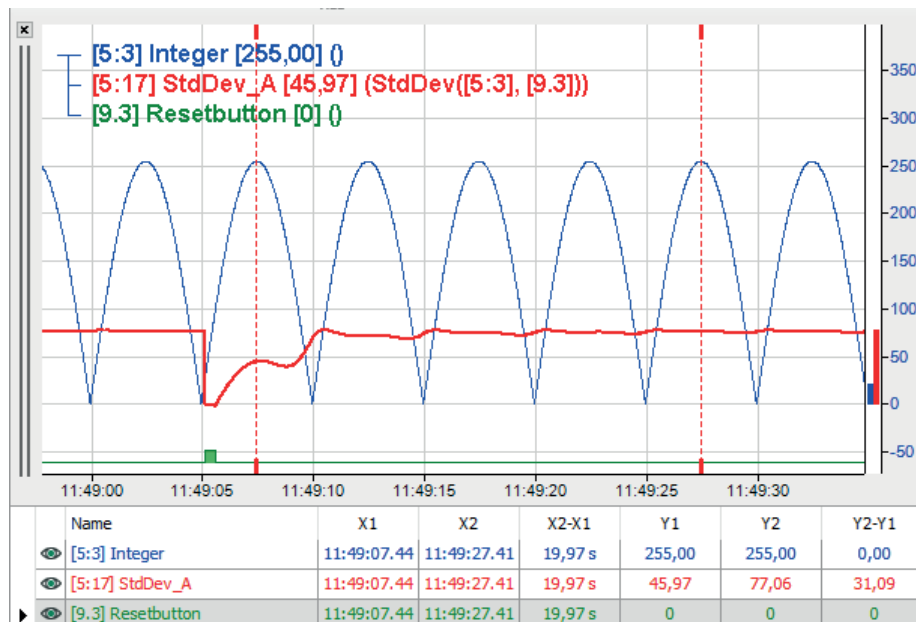 [5:3] Integer [255,00] ()
[5:17] StdDev_A [45,97] (StdDev([5:3], [9.3]))
[9.3] Resetbutton [0] ()
350
300
250
200
150
100
50
0
-50
11:49:00 11:49:05 11:49:10 11:49:15 11:49:20 11:49:25 11:49:30
Name X1 X2 X2-X1 Y1 Y2 Y2-Y1
[5:3] Integer 11:49:07.44 11:49:27.41 19,97 s 255,00 255,00 0,00
[5:17] StdDev_A 11:49:07.44 11:49:27.41 19,97 s 45,97 77,06 31,09
[9.3] Resetbutton 11:49:07.44 11:49:27.41 19,97 s 0 0 0